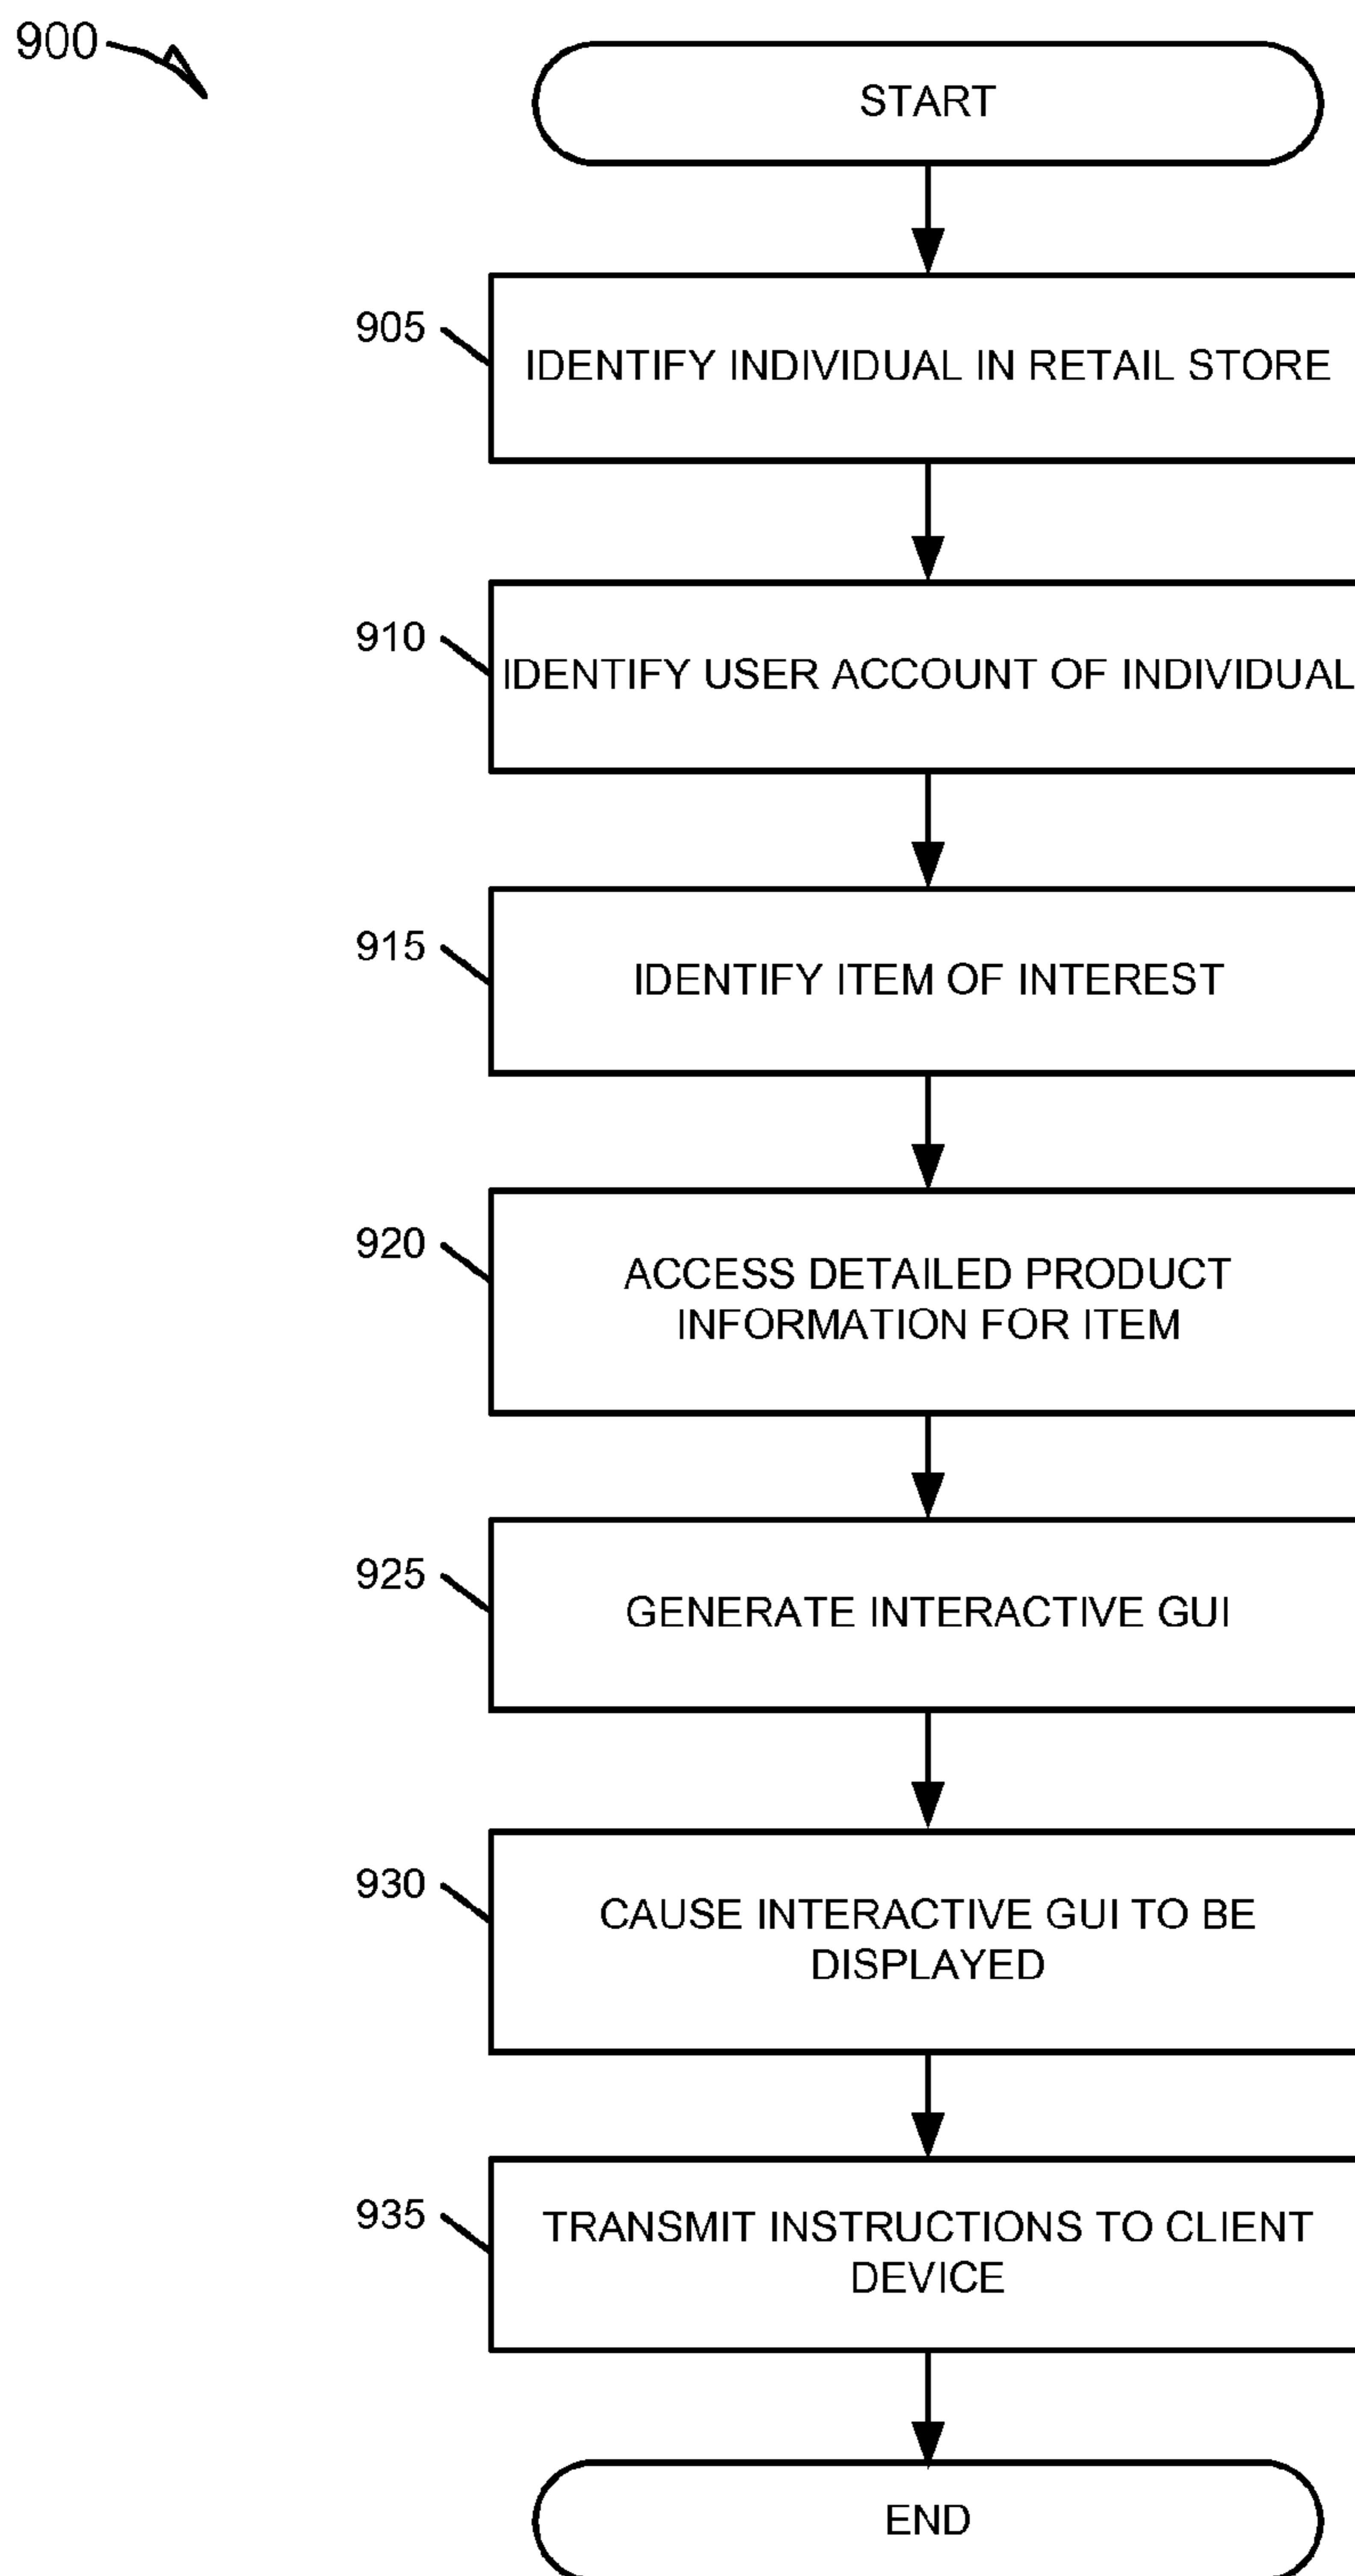 900
START
905
IDENTIFY INDIVIDUAL IN RETAIL STORE
910
IDENTIFY USER ACCOUNT OF INDIVIDUAL
915
IDENTIFY ITEM OF INTEREST
920
ACCESS DETAILED PRODUCT
INFORMATION FOR ITEM
925
GENERATE INTERACTIVE GUI
930
CAUSE INTERACTIVE GUI TO BE
DISPLAYED
935
TRANSMIT INSTRUCTIONS TO CLIENT
DEVICE
END